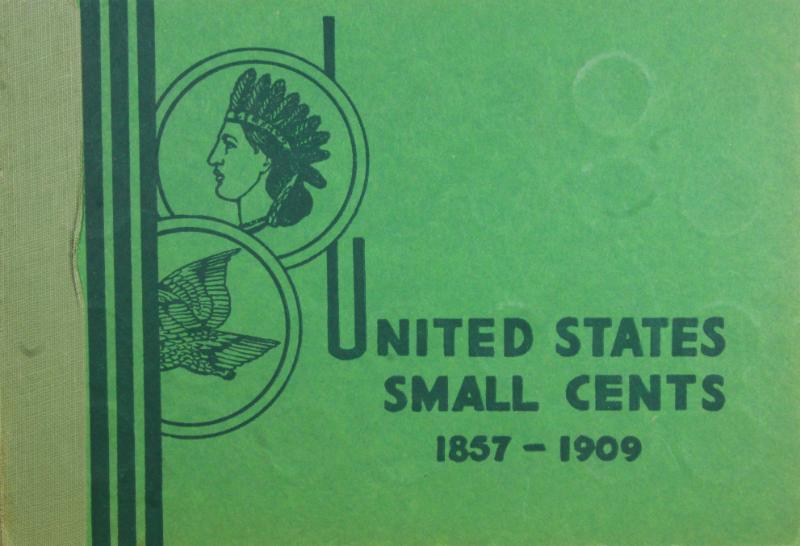 UNITED STATES
SMALL CENTS
1857 – 1909